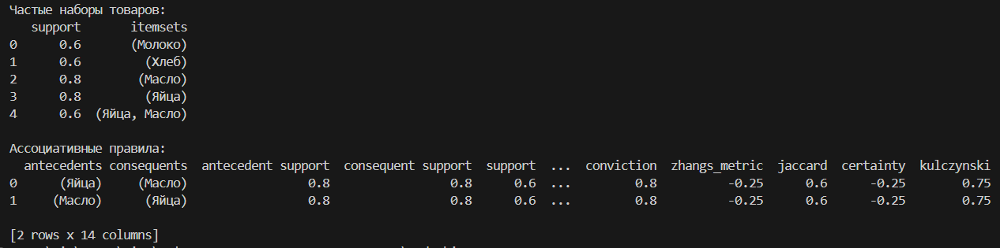 Частые наборы товаров:
support itemsets
0 0.6 (Молоко)
1 0.6 (Хлеб)
2 0.8 (Масло)
3 0.8 (Яйца)
4 0.6 (Яйца, Масло)
Ассоциативные правила:
antecedents consequents antecedent support consequent support support ... conviction zhangs_metric jaccard certainty kulczynski
0 (Яйца) (Масло) 0.8 0.8 0.6 ... 0.8 -0.25 0.6 -0.25 0.75
1 (Масло) (Яйца) 0.8 0.8 0.6 ... 0.8 -0.25 0.6 -0.25 0.75
[2 rows x 14 columns]